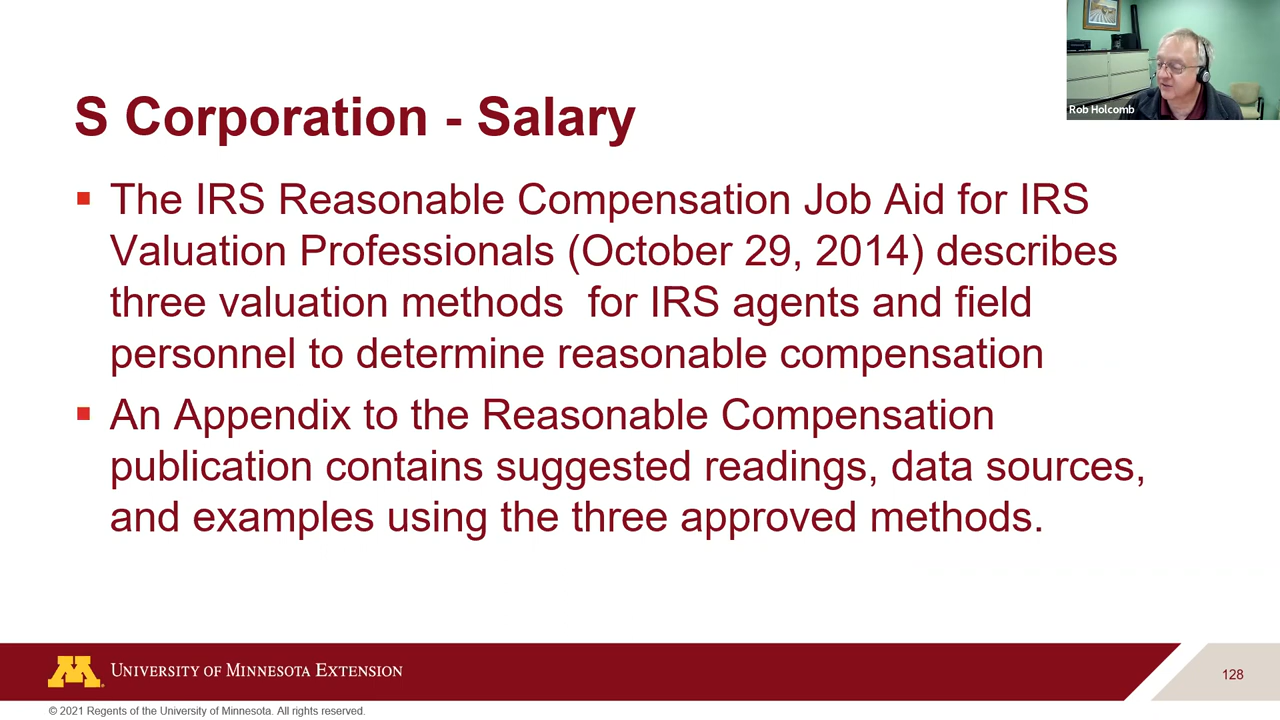 Rob Holcomb
S Corporation - Salary
The IRS Reasonable Compensation Job Aid for IRS
Valuation Professionals (October 29, 2014) describes
three valuation methods  for IRS agents and field
personnel to determine reasonable compensation
An Appendix to the Reasonable Compensation
publication contains suggested readings, data sources,
and examples using the three approved methods.
UNIVERSITY OF MINNESOTA EXTENSION
128
© 2021 Regents of the University of Minnesota. All rights reserved.